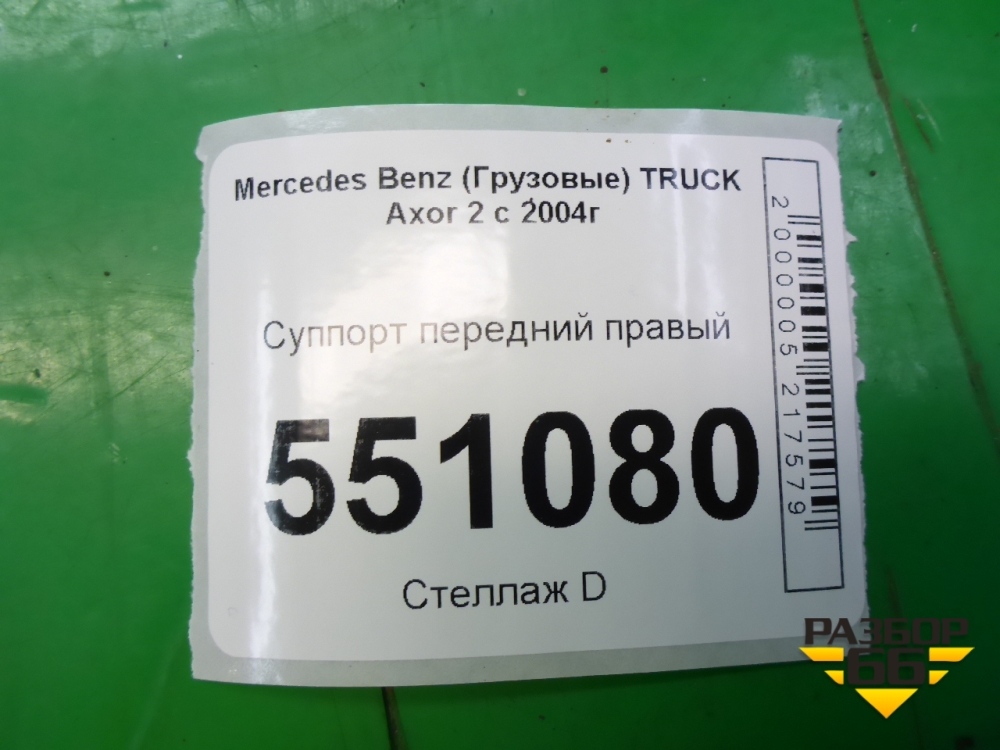 Mercedes Benz (Грузовые) TRUCK
Axor 2 с 2004г
Суппорт передний правый
551080
Стеллаж D
2000005217579
РАЗБОР
66